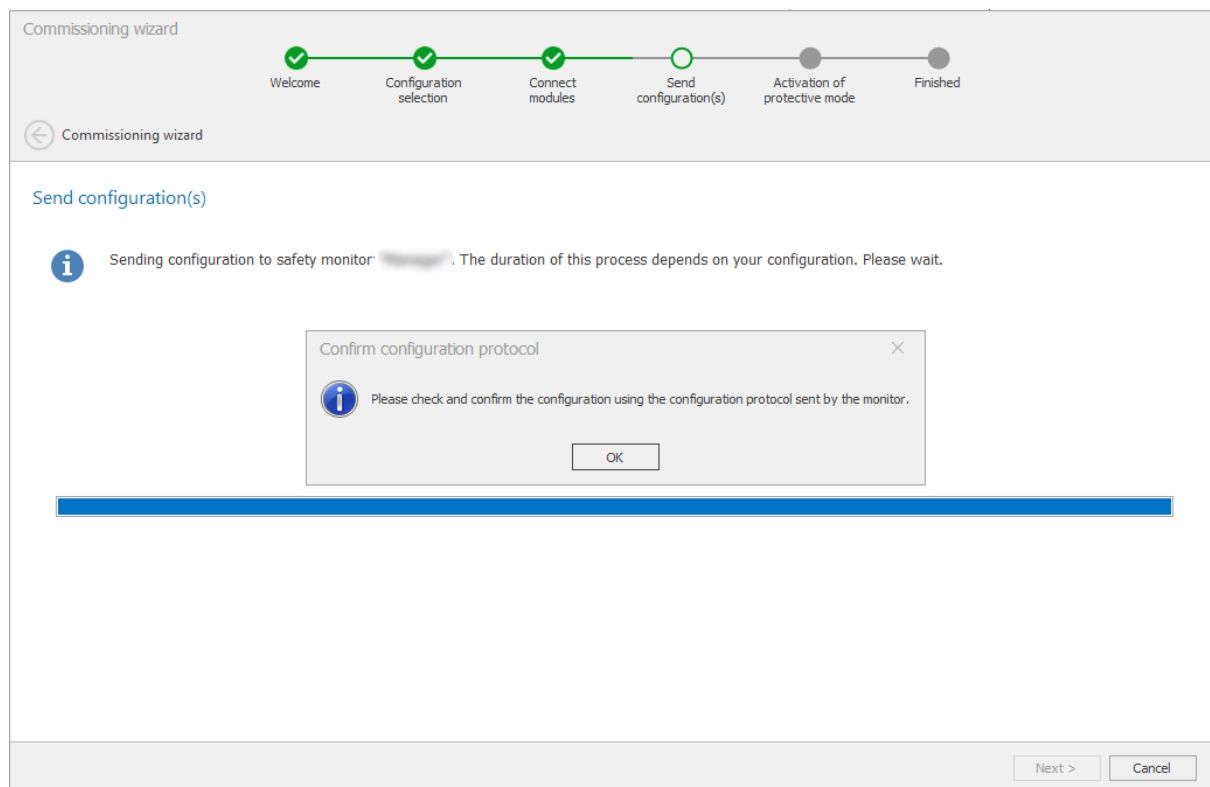 Commissioning wizard
Welcome
Configuration
selection
Connect
modules
Send
configuration(s)
Activation of
protective mode
Finished
Commissioning wizard
Send configuration(s)
Sending configuration to safety monitor . The duration of this process depends on your configuration. Please wait.
Confirm configuration protocol
Please check and confirm the configuration using the configuration protocol sent by the monitor.
OK
Next >
Cancel